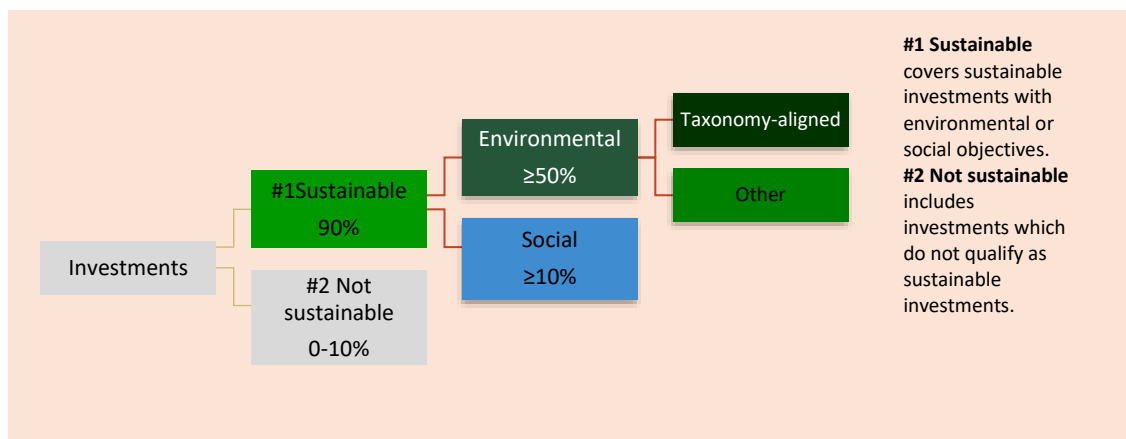 Investments
#1Sustainable
90%
#2 Not
sustainable
0-10%
Environmental
≥50%
Social
≥10%
Taxonomy-aligned
Other
#1 Sustainable
covers sustainable
investments with
environmental or
social objectives.
#2 Not sustainable
includes
investments which
do not qualify as
sustainable
investments.